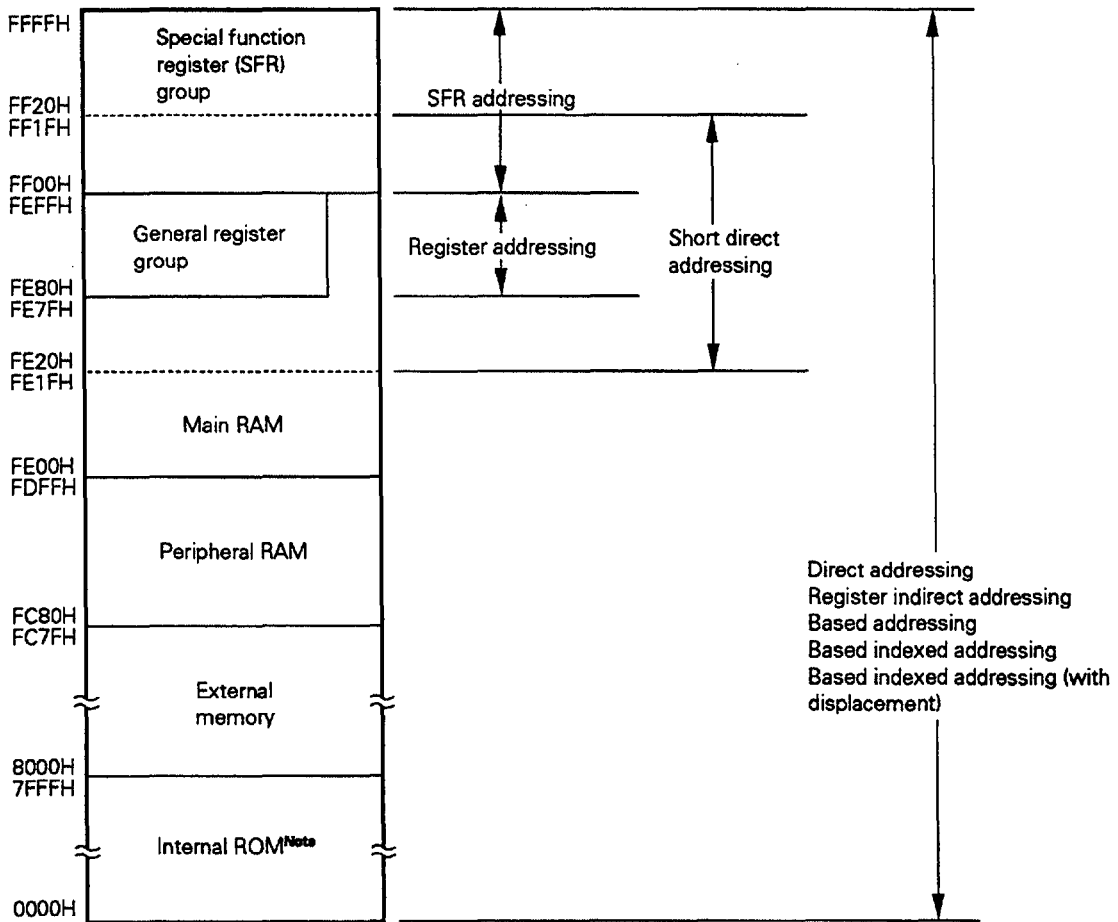 FFFFH
Special function
register (SFR)
group
FF20H
FF1FH
SFR addressing
FF00H
FEFFH
General register
group
Register addressing
Short direct
addressing
FE80H
FE7FH
FE20H
FE1FH
Main RAM
FE00H
FDFFH
Peripheral RAM
FC80H
FC7FH
External
memory
Direct addressing
Register indirect addressing
Based addressing
Based indexed addressing
Based indexed addressing (with
displacement)
8000H
7FFFH
Internal ROM Note
0000H